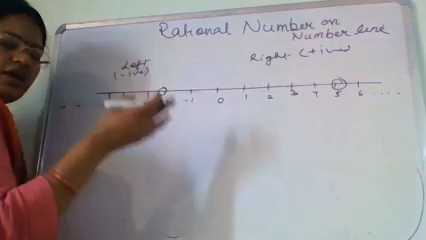 Rational Number on
Number line
Left
(-ive)
Right (+ive
-1 0 1 2 3 4 5 6 ....